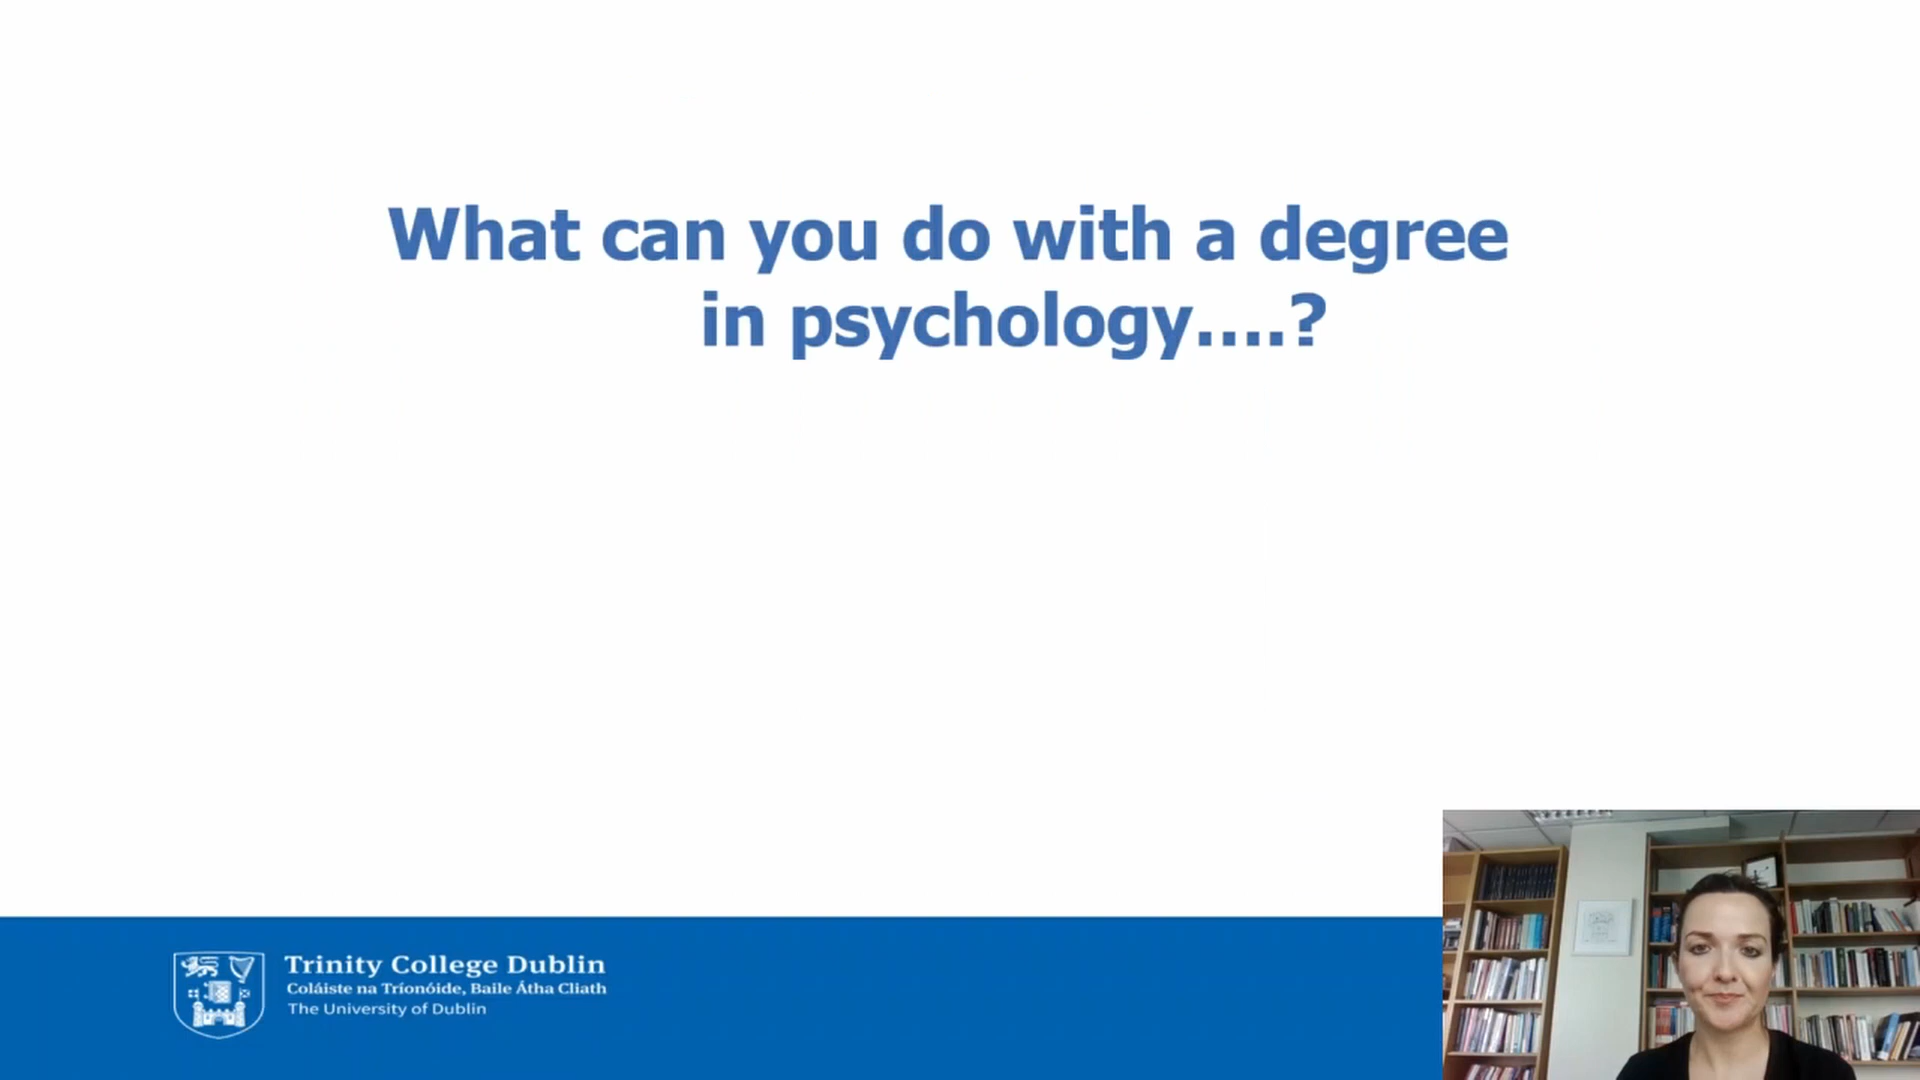 What can you do with a degree
in psychology....?
Trinity College Dublin
Coláiste na Tríonóide, Baile Átha Cliath
The University of Dublin